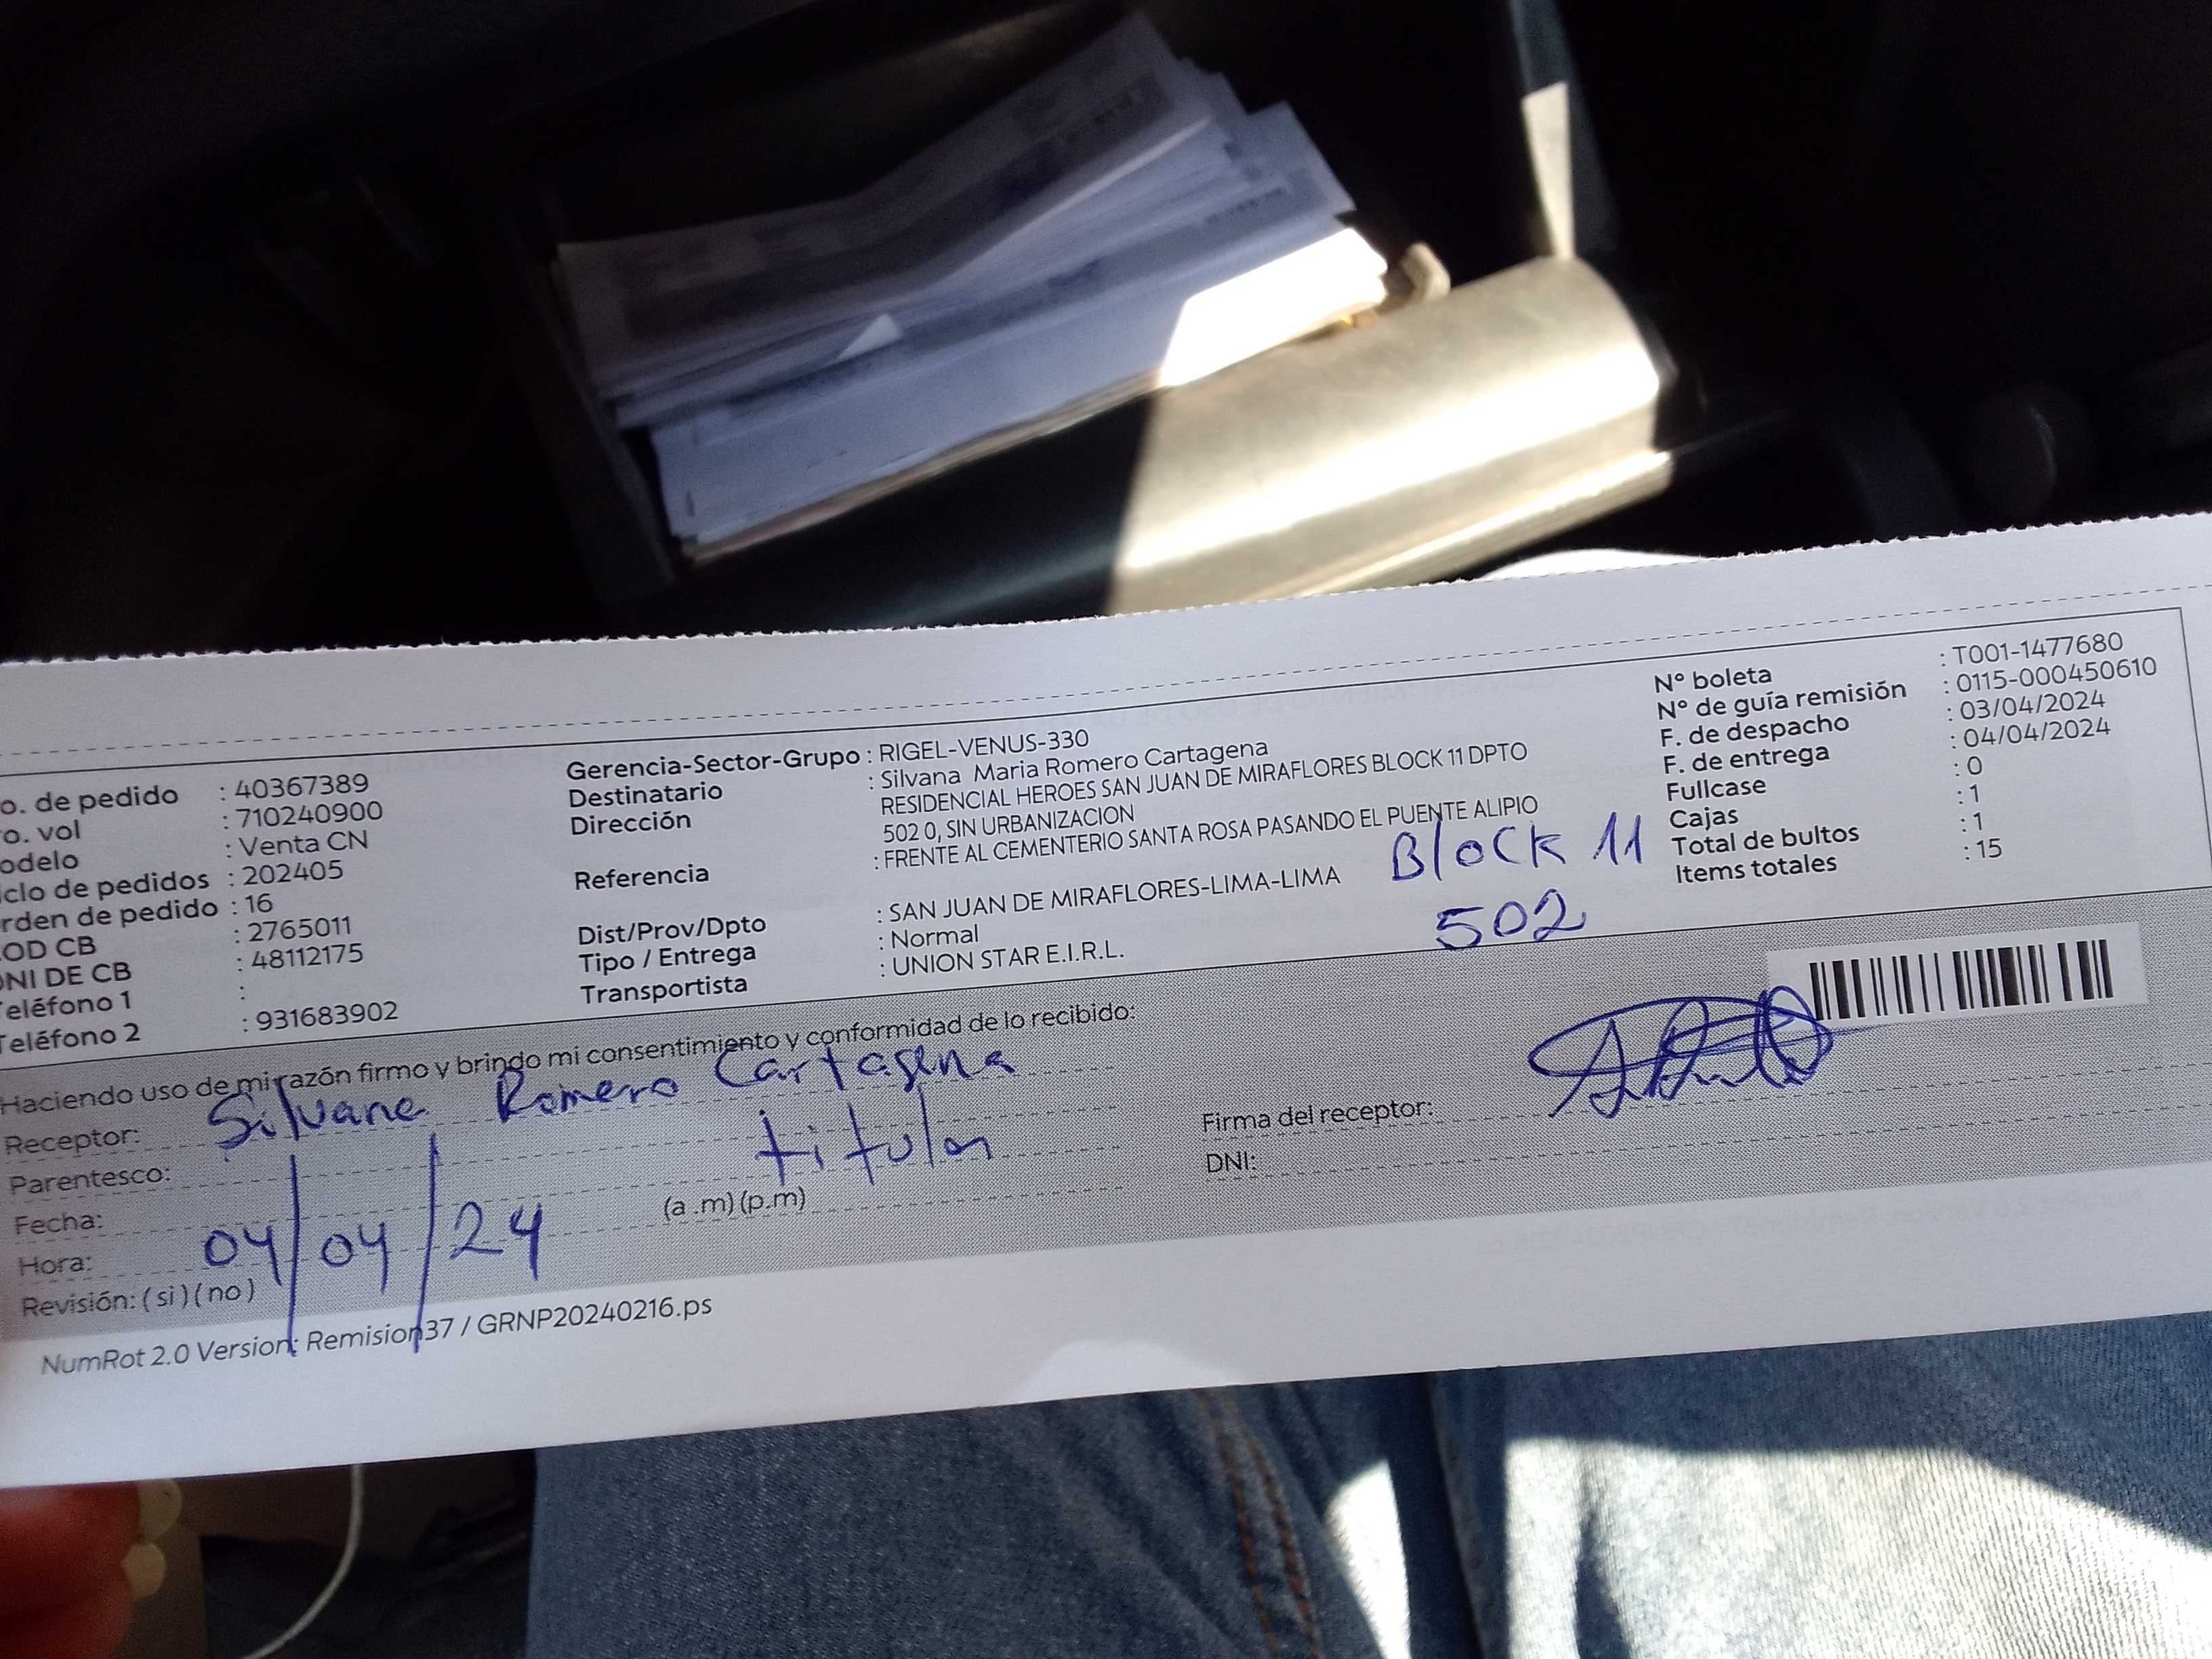 o. de pedido : 40367389
o. vol : 710240900
odelo : Venta CN
clo de pedidos : 202405
rden de pedido : 16
OD CB : 2765011
NI DE CB : 48112175
eléfono 1 :
eléfono 2 : 931683902
Gerencia-Sector-Grupo : RIGEL-VENUS-330
Destinatario : Silvana Maria Romero Cartagena
Dirección RESIDENCIAL HEROES SAN JUAN DE MIRAFLORES BLOCK 11 DPTO
502 0, SIN URBANIZACION
Referencia : FRENTE AL CEMENTERIO SANTA ROSA PASANDO EL PUENTE ALIPIO
Dist/Prov/Dpto : SAN JUAN DE MIRAFLORES-LIMA-LIMA
Tipo / Entrega : Normal
Transportista : UNION STAR E.I.R.L.
Block 11
502
N° boleta : T001-1477680
N° de guía remisión : 0115-000450610
F. de despacho : 03/04/2024
F. de entrega : 04/04/2024
Fullcase : 0
Cajas : 1
Total de bultos : 1
Items totales : 15
Haciendo uso de mi razón firmo y brindo mi consentimiento y conformidad de lo recibido:
Receptor: Silvana Romero Cartagena
Parentesco: titular
Fecha: 04/04/24
Hora: (a .m) (p.m)
Revisión: ( si ) ( no )
Firma del receptor:
DNI:
NumRot 2.0 Version: Remision37 / GRNP20240216.ps